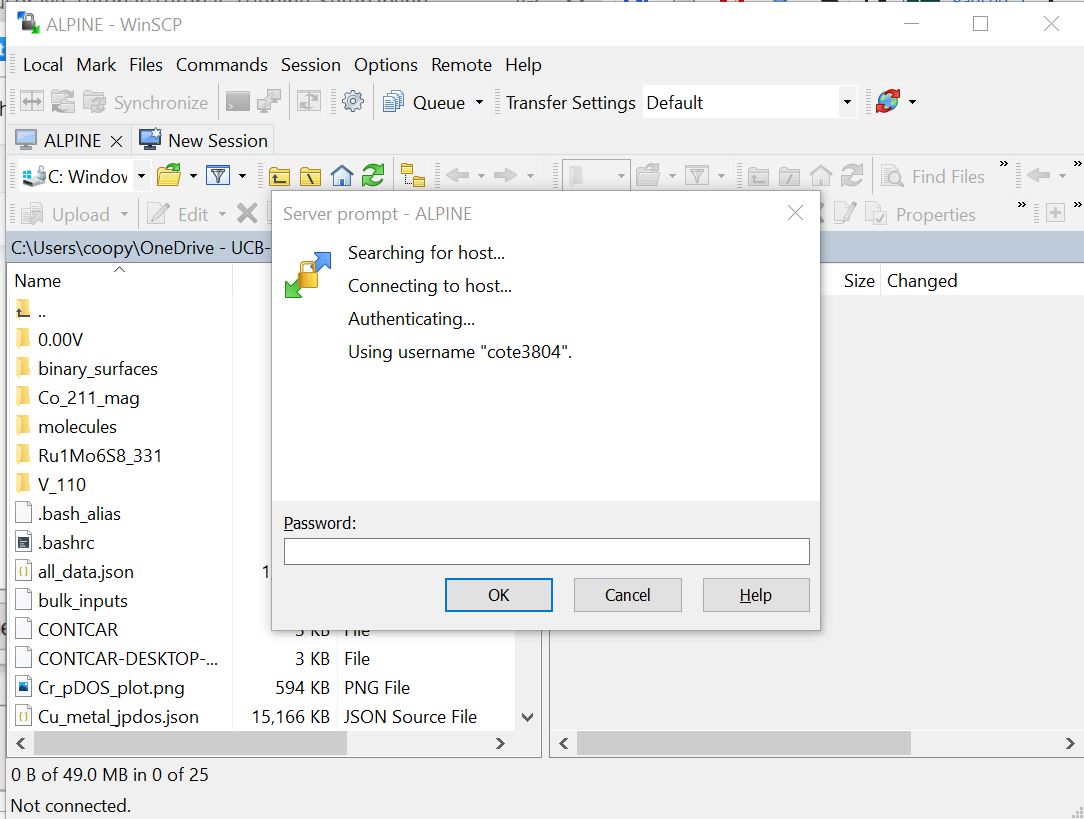 ALPINE - WinSCP
Local Mark Files Commands Session Options Remote Help
Synchronize Queue Transfer Settings Default
ALPINE New Session
C: Window Find Files
Upload Edit Properties
C:\Users\coopy\OneDrive - UCB-
Name Size Changed
..
0.00V
binary_surfaces
Co_211_mag
molecules
Ru1Mo6S8_331
V_110
.bash_alias
.bashrc
all_data.json 1,
bulk_inputs
CONTCAR 3 KB File
CONTCAR-DESKTOP-... 3 KB File
Cr_pDOS_plot.png 594 KB PNG File
Cu_metal_jpdos.json 15,166 KB JSON Source File
0 B of 49.0 MB in 0 of 25
Not connected.
Server prompt - ALPINE
Searching for host...
Connecting to host...
Authenticating...
Using username "cote3804".
Password:
OK Cancel Help